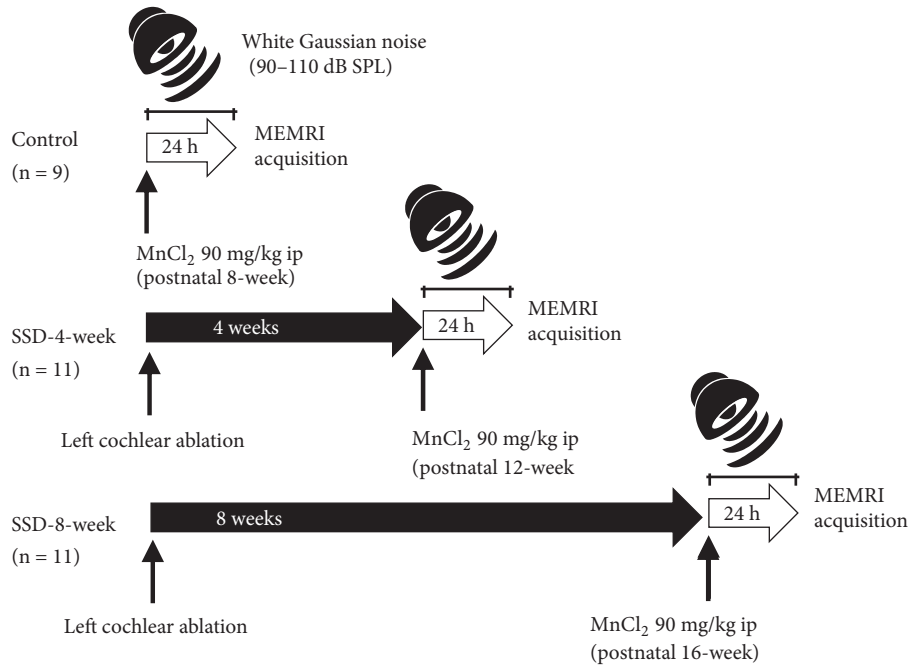 White Gaussian noise
(90–110 dB SPL)
Control
(n = 9)
24 h
MEMRI
acquisition
MnCl₂ 90 mg/kg ip
(postnatal 8-week)
SSD-4-week
(n = 11)
4 weeks
24 h
MEMRI
acquisition
Left cochlear ablation
MnCl₂ 90 mg/kg ip
(postnatal 12-week
SSD-8-week
(n = 11)
8 weeks
24 h
MEMRI
acquisition
Left cochlear ablation
MnCl₂ 90 mg/kg ip
(postnatal 16-week)